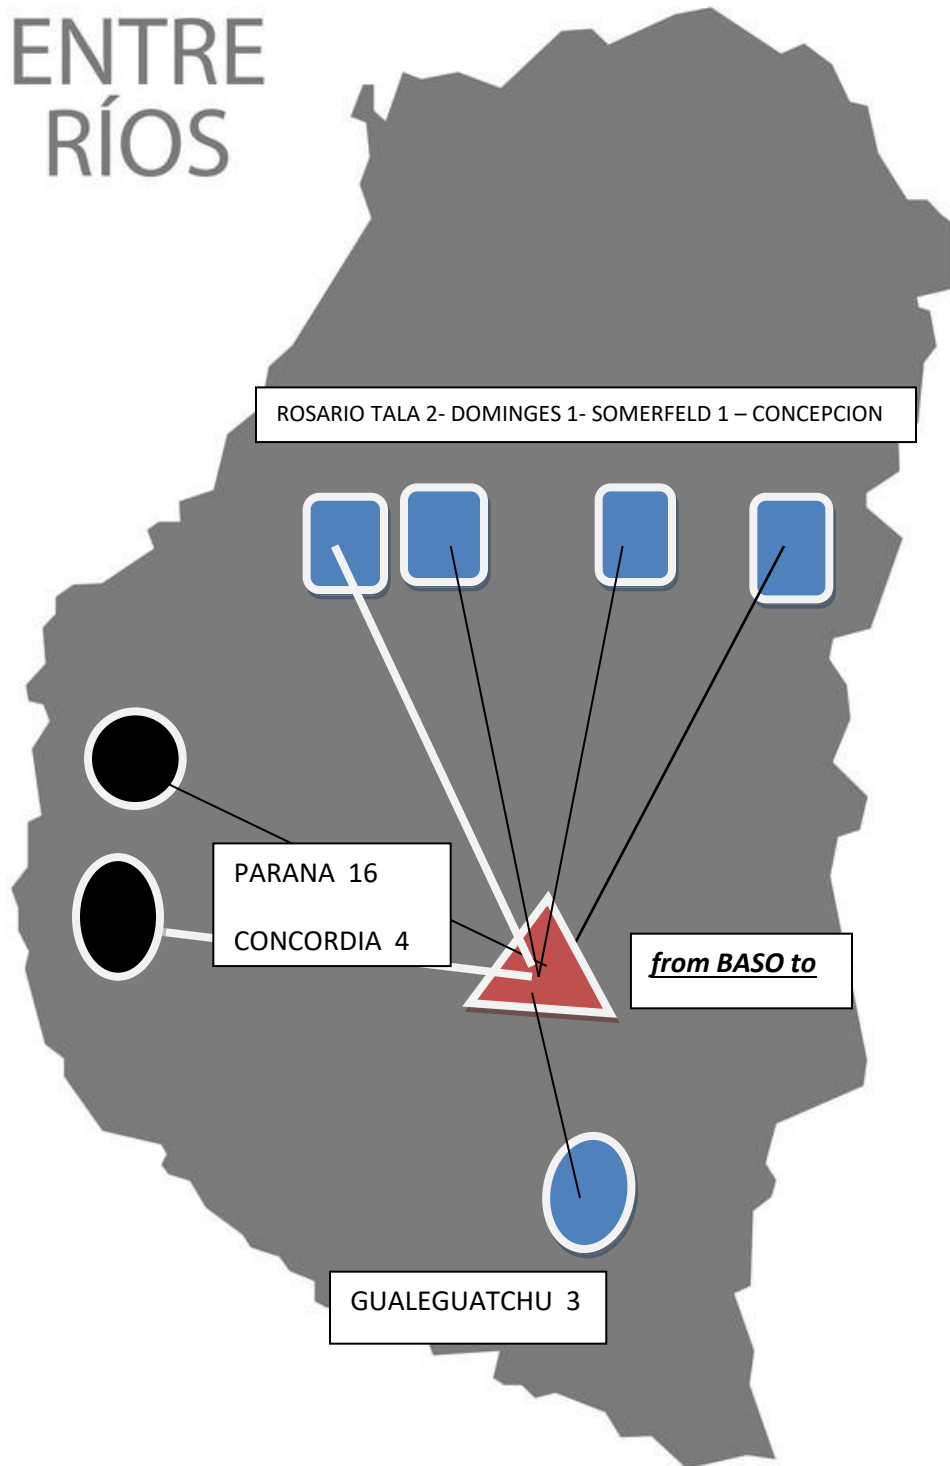 ENTRE
RÍOS
ROSARIO TALA 2- DOMINGES 1- SOMERFELD 1 – CONCEPCION
PARANA 16
CONCORDIA 4
from BASO to
GUALEGUATCHU 3